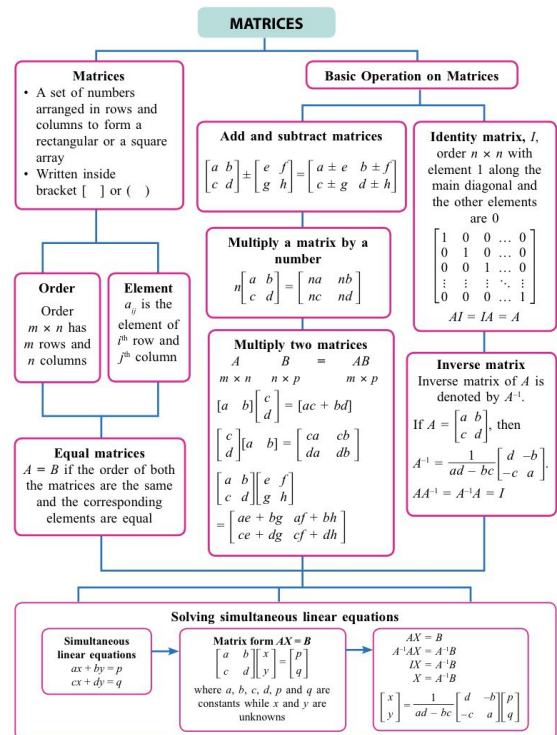 MATRICES
Matrices
• A set of numbers
arranged in rows and
columns to form a
rectangular or a square
array
• Written inside
bracket [ ] or ( )
Order
Order
m × n has
m rows and
n columns
Element
a_ij is the
element of
i^th row and
j^th column
Equal matrices
A = B if the order of both
the matrices are the same
and the corresponding
elements are equal
Basic Operation on Matrices
Add and subtract matrices
[a b; c d] ± [e f; g h] = [a ± e b ± f; c ± g d ± h]
Multiply a matrix by a
number
n[a b; c d] = [na nb; nc nd]
Multiply two matrices
A B = AB
m × n n × p m × p
[a b][c; d] = [ac + bd]
[c; d][a b] = [ca cb; da db]
[a b; c d][e f; g h]
= [ae + bg af + bh; ce + dg cf + dh]
Identity matrix, I,
order n × n with
element 1 along the
main diagonal and
the other elements
are 0
[1 0 0 … 0
0 1 0 … 0
0 0 1 … 0
⋮ ⋮ ⋮ ⋱ ⋮
0 0 0 … 1]
AI = IA = A
Inverse matrix
Inverse matrix of A is
denoted by A⁻¹.
If A = [a b; c d], then
A⁻¹ = 1/(ad − bc) [d −b; −c a].
AA⁻¹ = A⁻¹A = I
Solving simultaneous linear equations
Simultaneous
linear equations
ax + by = p
cx + dy = q
Matrix form AX = B
[a b; c d][x; y] = [p; q]
where a, b, c, d, p and q are
constants while x and y are
unknowns
AX = B
A⁻¹AX = A⁻¹B
IX = A⁻¹B
X = A⁻¹B
[x; y] = 1/(ad − bc) [d −b; −c a][p; q]